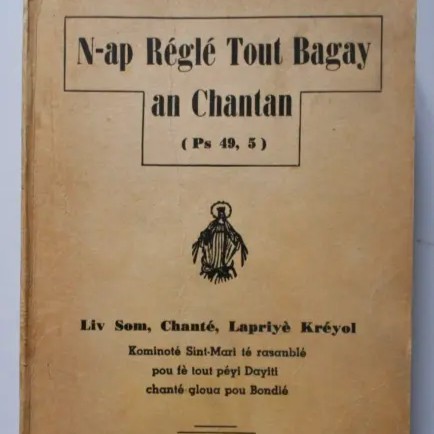 N-ap Réglé Tout Bagay
an Chantan
( Ps 49, 5 )
Liv Som, Chanté, Lapriyè Kréyol
Kominoté Sint-Mari té rasanblé
pou fè tout péyi Dayiti
chanté gloua pou Bondié